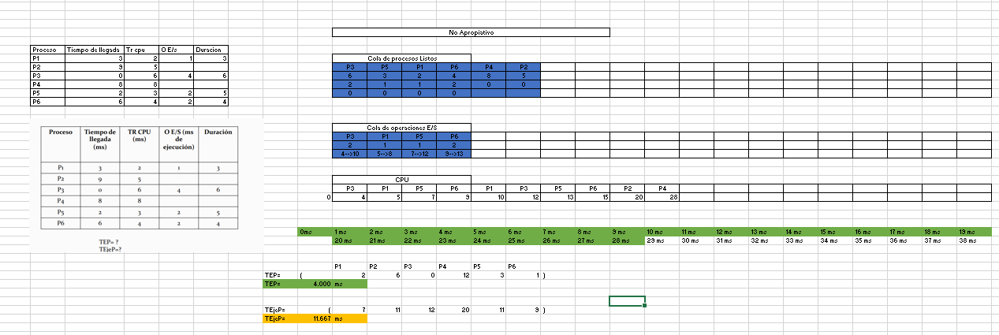 No Apropiativo
Proceso Tiempo de llegada Tr cpu O E/s Duracion
P1 3 2 1 3
P2 9 5
P3 0 6 4 6
P4 8 8
P5 2 3 2 5
P6 6 4 2 4
Cola de procesos Listos
P3 P5 P1 P6 P4 P2
6 3 2 4 8 5
2 1 1 2 0 0
0 0 0 0
Proceso Tiempo de llegada (ms) TR CPU (ms) O E/S (ms de ejecución) Duración
P1 3 2 1 3
P2 9 5
P3 0 6 4 6
P4 8 8
P5 2 3 2 5
P6 6 4 2 4
TEP= ?
TEjeP=?
Cola de operaciones E/S
P3 P1 P5 P6
2 1 1 2
4-->10 5-->8 7-->12 9-->13
CPU
P3 P1 P5 P6 P1 P3 P5 P6 P2 P4
0 4 5 7 9 10 12 13 15 20 28
0ms 1 ms 2 ms 3 ms 4 ms 5 ms 6 ms 7 ms 8 ms 9 ms 10 ms 11 ms 12 ms 13 ms 14 ms 15 ms 16 ms 17 ms 18 ms 19 ms
20 ms 21 ms 22 ms 23 ms 24 ms 25 ms 26 ms 27 ms 28 ms 29 ms 30 ms 31 ms 32 ms 33 ms 34 ms 35 ms 36 ms 37 ms 38 ms
P1 P2 P3 P4 P5 P6
TEP= ( 2 6 0 12 3 1 )
TEP= 4.000 ms
TEjeP= ( 7 11 12 20 11 9 )
TEjeP= 11.667 ms